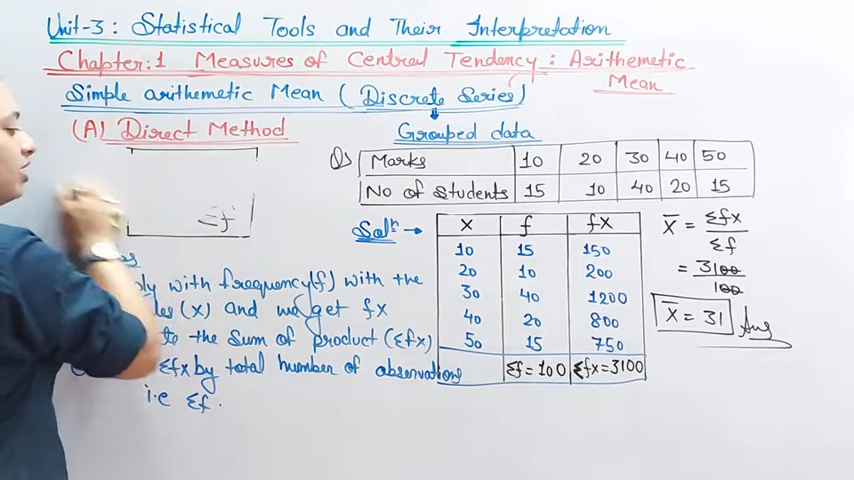 Unit-3: Statistical Tools and Their Interpretation
Chapter:1 Measures of Central Tendency: Arithemetic Mean
Simple arithemetic Mean (Discrete Series)
Grouped data
(A) Direct Method
Σf
with frequency(f) with the
(x) and we get fx
the Sum of product (Σfx)
Σfx by total number of observations
i.e Σf.
Q) Marks 10 20 30 40 50
No of Students 15 10 40 20 15
Solⁿ →
x f fx
10 15 150
20 10 200
30 40 1200
40 20 800
50 15 750
Σf = 100 Σfx = 3100
X̄ = Σfx / Σf
= 3100 / 100
X̄ = 31 Ans